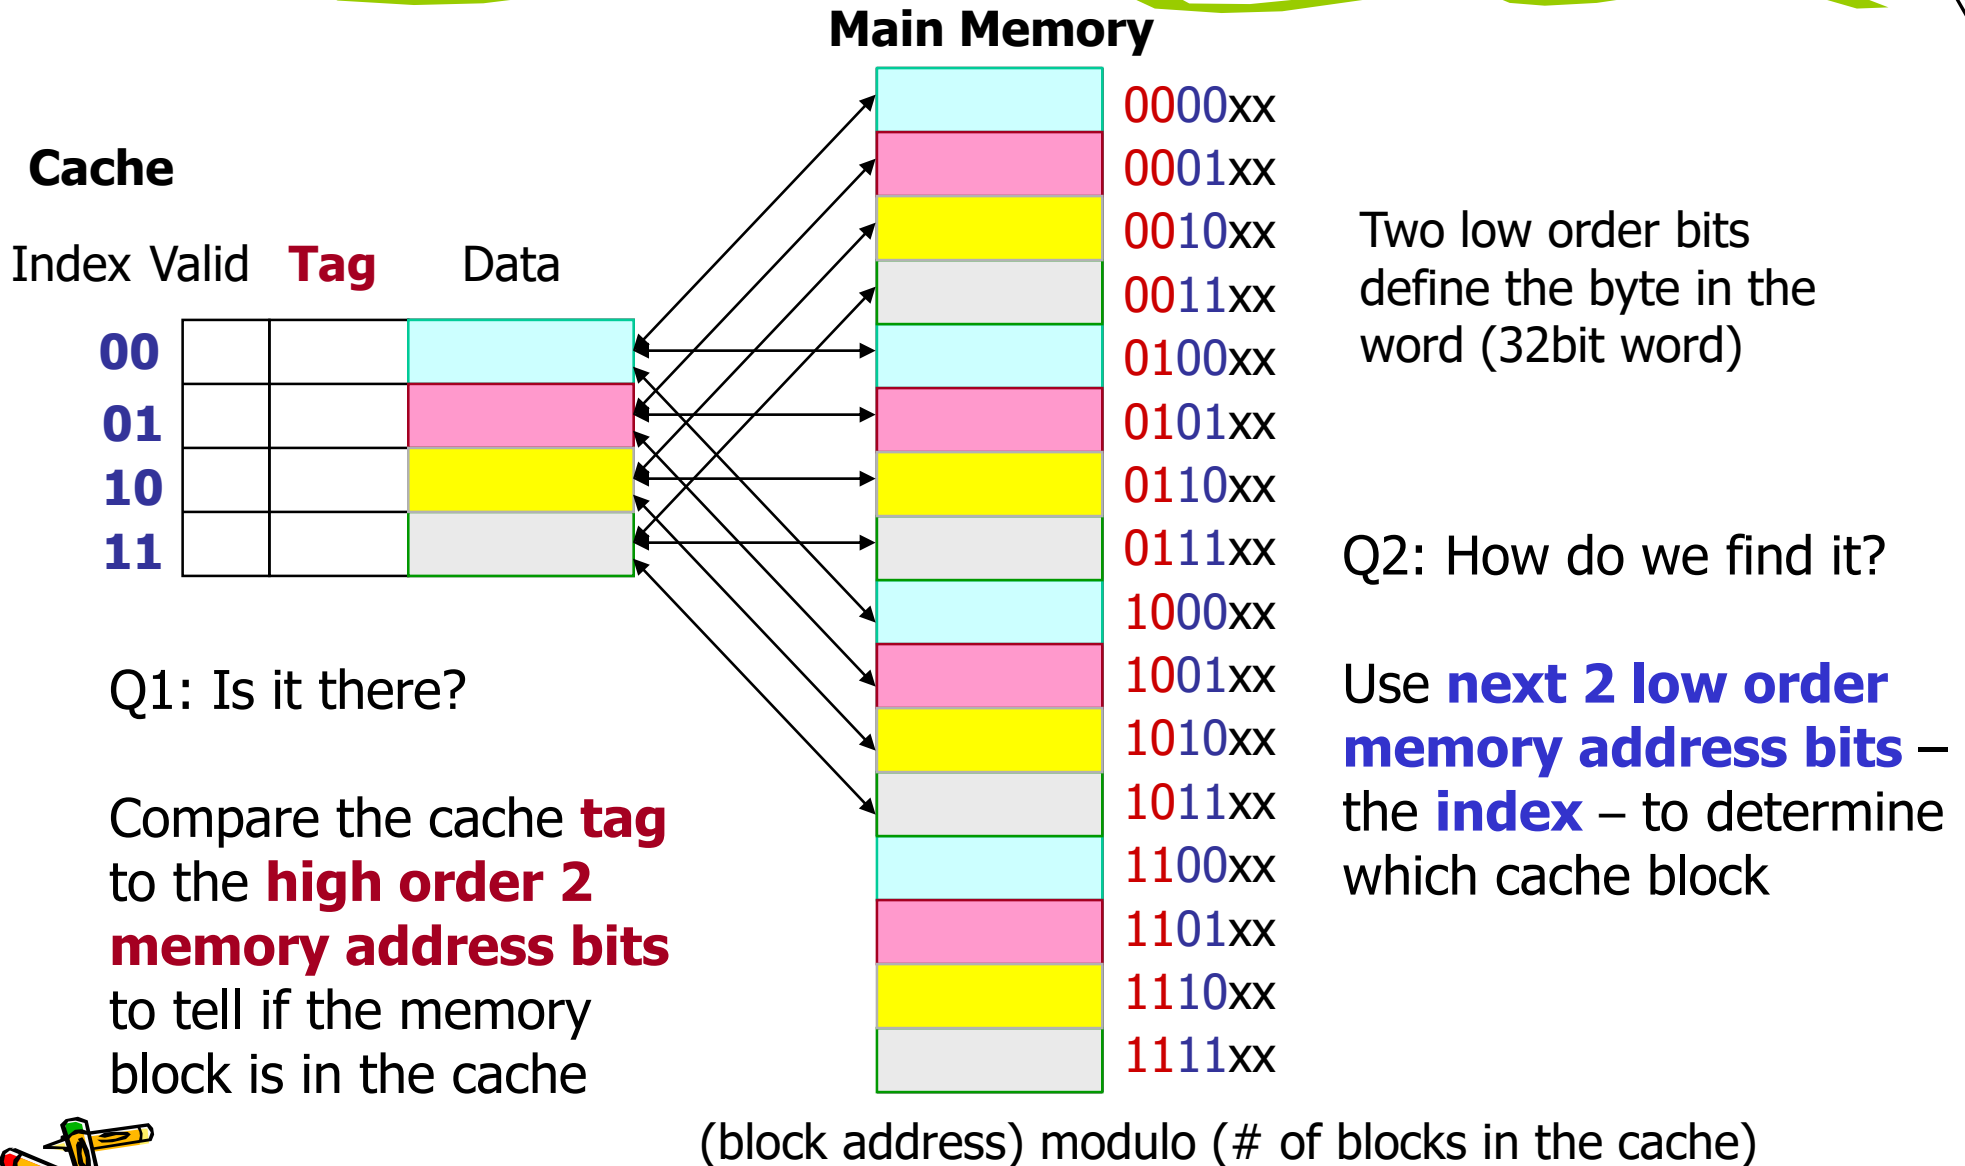 Main Memory
Cache
Index Valid Tag Data
00
01
10
11
0000xx
0001xx
0010xx
0011xx
0100xx
0101xx
0110xx
0111xx
1000xx
1001xx
1010xx
1011xx
1100xx
1101xx
1110xx
1111xx
Two low order bits
define the byte in the
word (32bit word)
Q1: Is it there?
Compare the cache tag
to the high order 2
memory address bits
to tell if the memory
block is in the cache
Q2: How do we find it?
Use next 2 low order
memory address bits –
the index – to determine
which cache block
(block address) modulo (# of blocks in the cache)